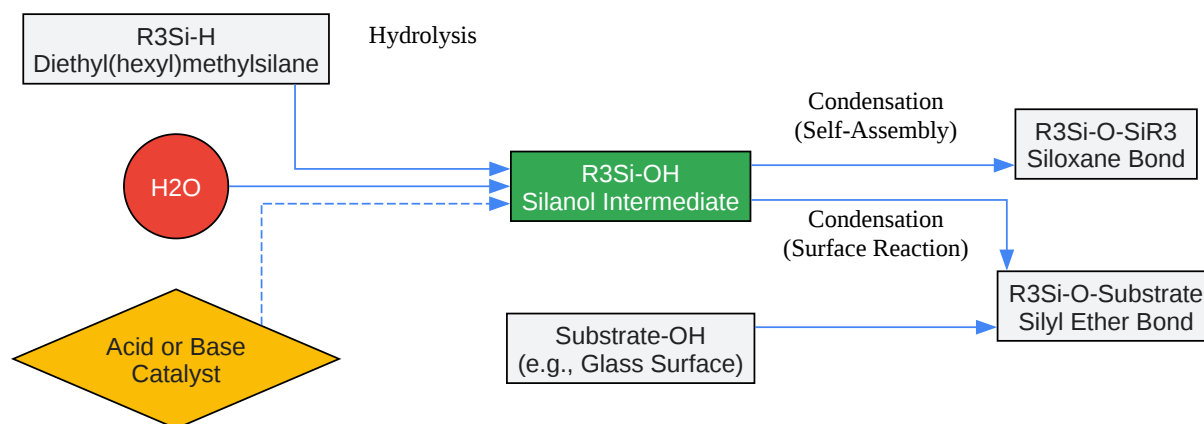 R3Si-H
Diethyl(hexyl)methylsilane
Hydrolysis
H2O
Acid or Base
Catalyst
R3Si-OH
Silanol Intermediate
Condensation
(Self-Assembly)
R3Si-O-SiR3
Siloxane Bond
Condensation
(Surface Reaction)
Substrate-OH
(e.g., Glass Surface)
R3Si-O-Substrate
Silyl Ether Bond